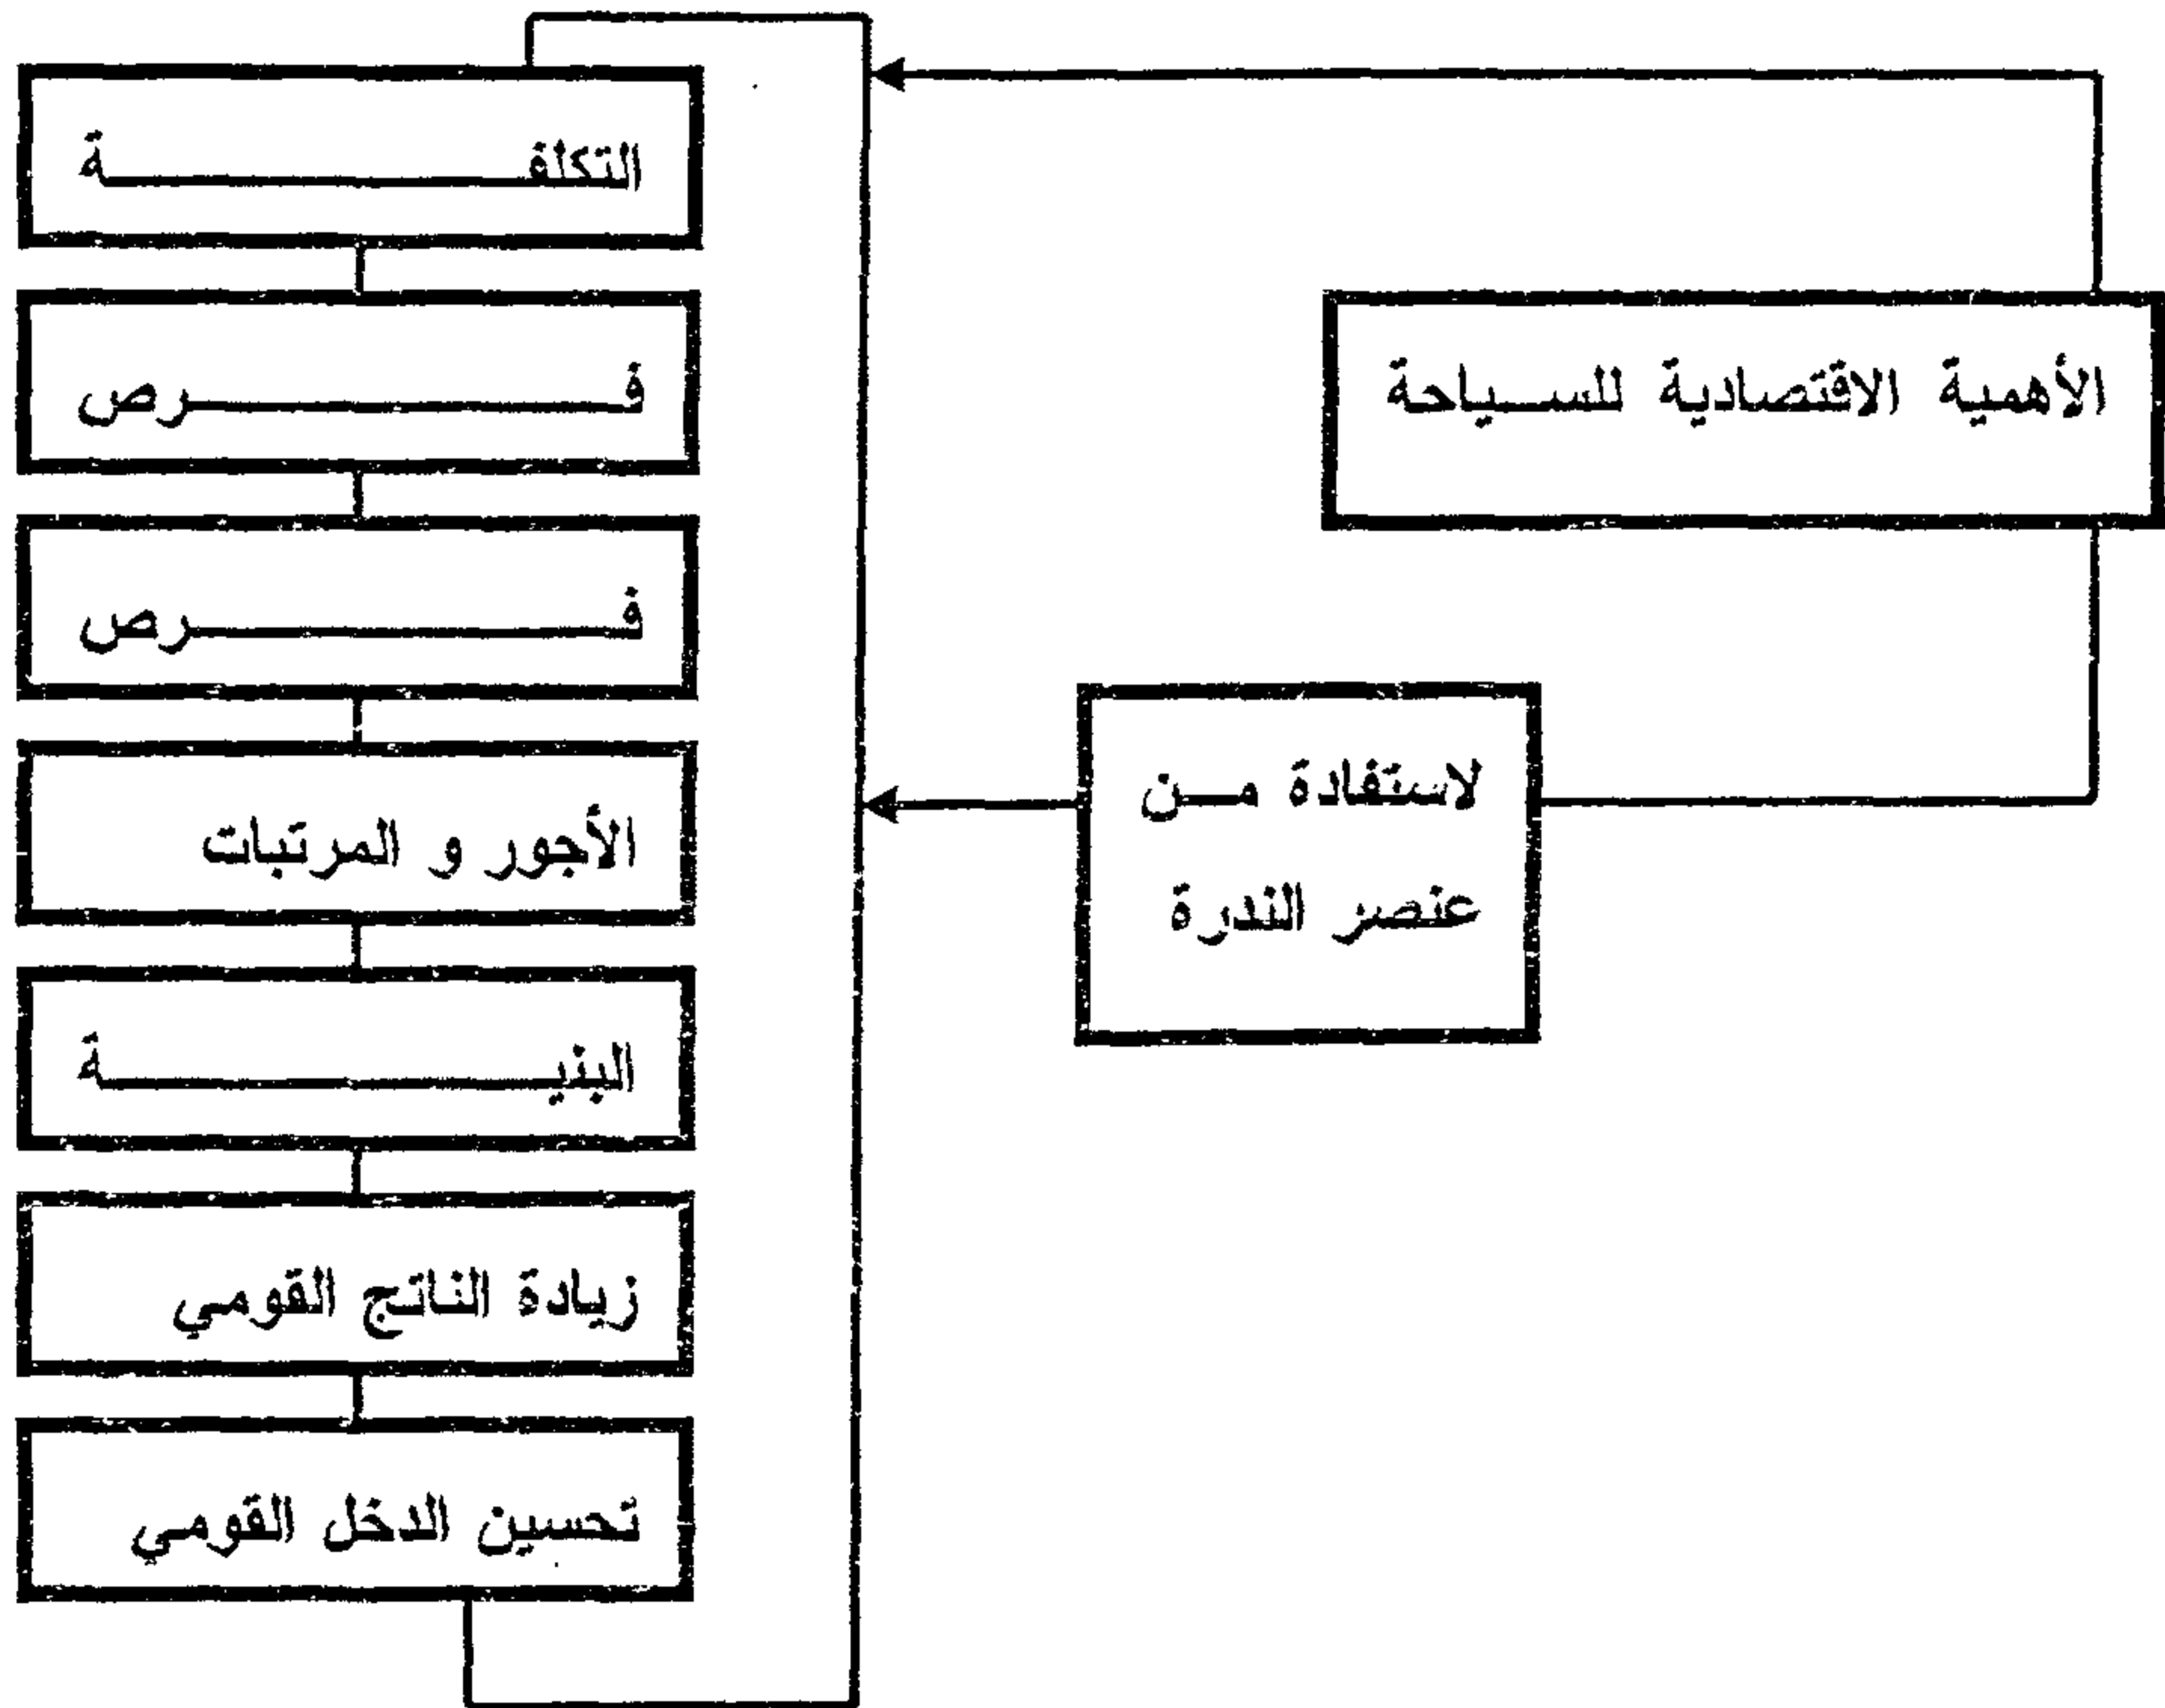 الأهمية الاقتصادية للسياحة
لاستفادة من
عنصر الندرة
التكلفة
فرص
فرص
الأجور و المرتبات
البنية
زيادة الناتج القومي
تحسين الدخل القومي